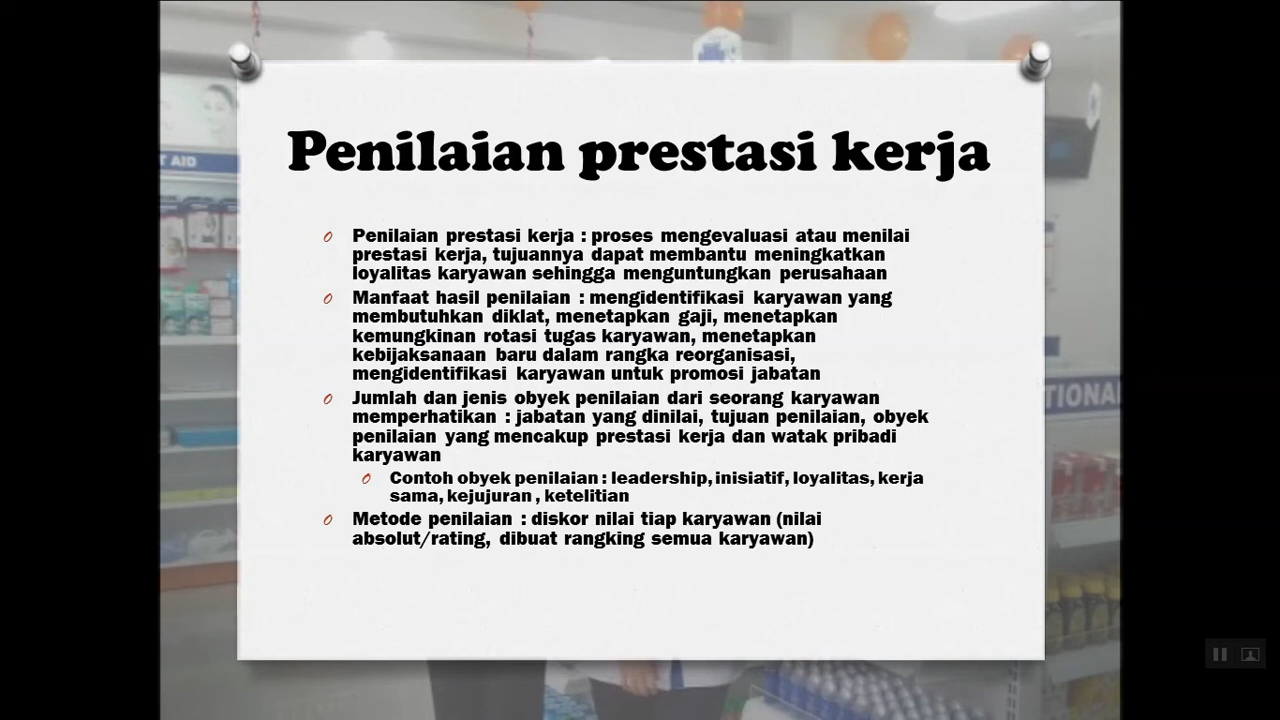 Penilaian prestasi kerja
Penilaian prestasi kerja : proses mengevaluasi atau menilai
prestasi kerja, tujuannya dapat membantu meningkatkan
loyalitas karyawan sehingga menguntungkan perusahaan
Manfaat hasil penilaian : mengidentifikasi karyawan yang
membutuhkan diklat, menetapkan gaji, menetapkan
kemungkinan rotasi tugas karyawan, menetapkan
kebijaksanaan baru dalam rangka reorganisasi,
mengidentifikasi karyawan untuk promosi jabatan
Jumlah dan jenis obyek penilaian dari seorang karyawan
memperhatikan : jabatan yang dinilai, tujuan penilaian, obyek
penilaian yang mencakup prestasi kerja dan watak pribadi
karyawan
Contoh obyek penilaian : leadership, inisiatif, loyalitas, kerja
sama, kejujuran , ketelitian
Metode penilaian : diskor nilai tiap karyawan (nilai
absolut/rating, dibuat rangking semua karyawan)
T AID
TIONAL